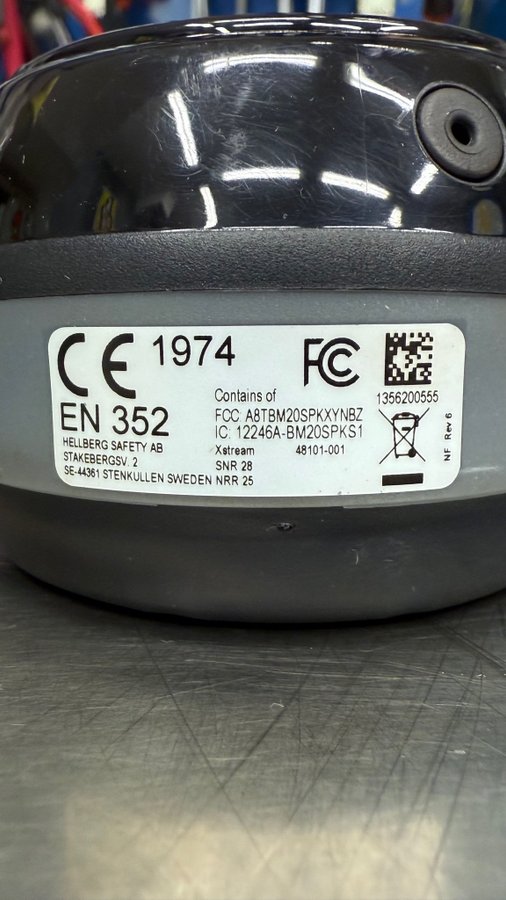 CE 1974
EN 352
HELLBERG SAFETY AB
STAKEBERGSV. 2
SE-44361 STENKULLEN SWEDEN
FC
Contains of
FCC: A8TBM20SPKXYNBZ
IC: 12246A-BM20SPKS1
Xstream 48101-001
SNR 28
NRR 25
1356200555
NF Rev 6